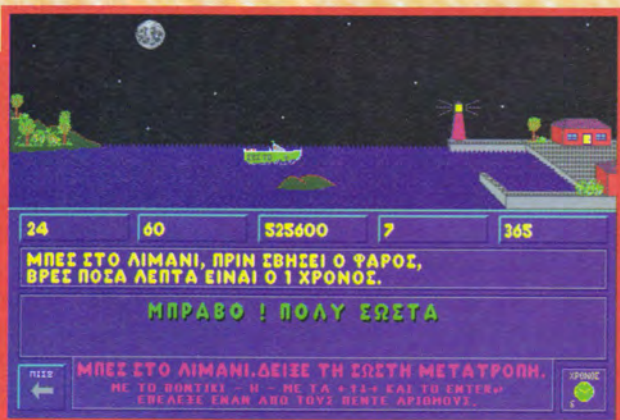 24 60 525600 7 365
ΜΠΕΣ ΣΤΟ ΛΙΜΑΝΙ, ΠΡΙΝ ΣΒΗΣΕΙ Ο ΦΑΡΟΣ,
ΒΡΕΣ ΠΟΣΑ ΛΕΠΤΑ ΕΙΝΑΙ Ο 1 ΧΡΟΝΟΣ.
ΜΠΡΑΒΟ ! ΠΟΛΥ ΣΩΣΤΑ
ΠΙΣΩ
ΜΠΕΣ ΣΤΟ ΛΙΜΑΝΙ.ΔΕΙΞΕ ΤΗ ΣΩΣΤΗ ΜΕΤΑΤΡΟΠΗ.
ΜΕ ΤΟ ΠΟΝΤΙΚΙ - Η - ΜΕ ΤΑ ΚΑΙ ΤΟ ENTER
ΕΠΕΛΕΞΕ ΕΝΑΝ ΑΠΟ ΤΟΥΣ ΠΕΝΤΕ ΑΡΙΘΜΟΥΣ.
ΧΡΟΝΟΣ